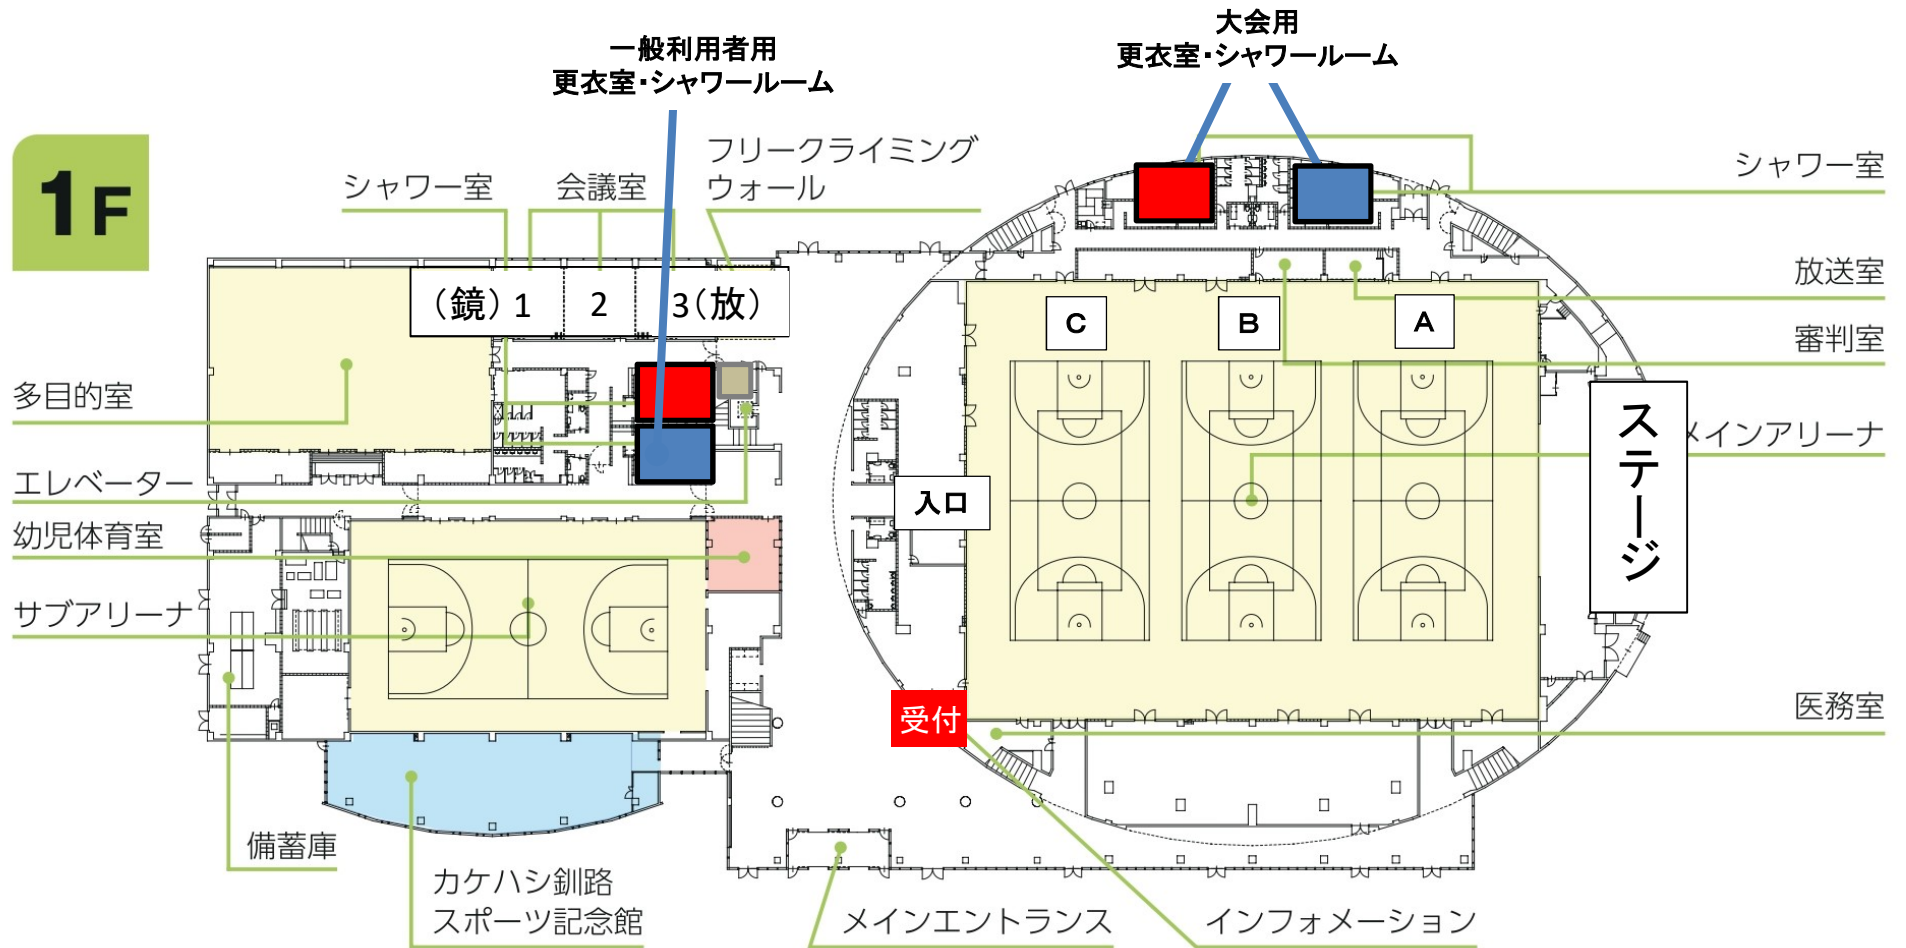 大会用
更衣室・シャワールーム
一般利用者用
更衣室・シャワールーム
1F
フリークライミング
ウォール
シャワー室
会議室
シャワー室
放送室
審判室
(鏡)1
2
3(放)
C
B
A
多目的室
ステージ
メインアリーナ
エレベーター
入口
幼児体育室
サブアリーナ
受付
医務室
備蓄庫
カケハシ釧路
スポーツ記念館
メインエントランス
インフォメーション